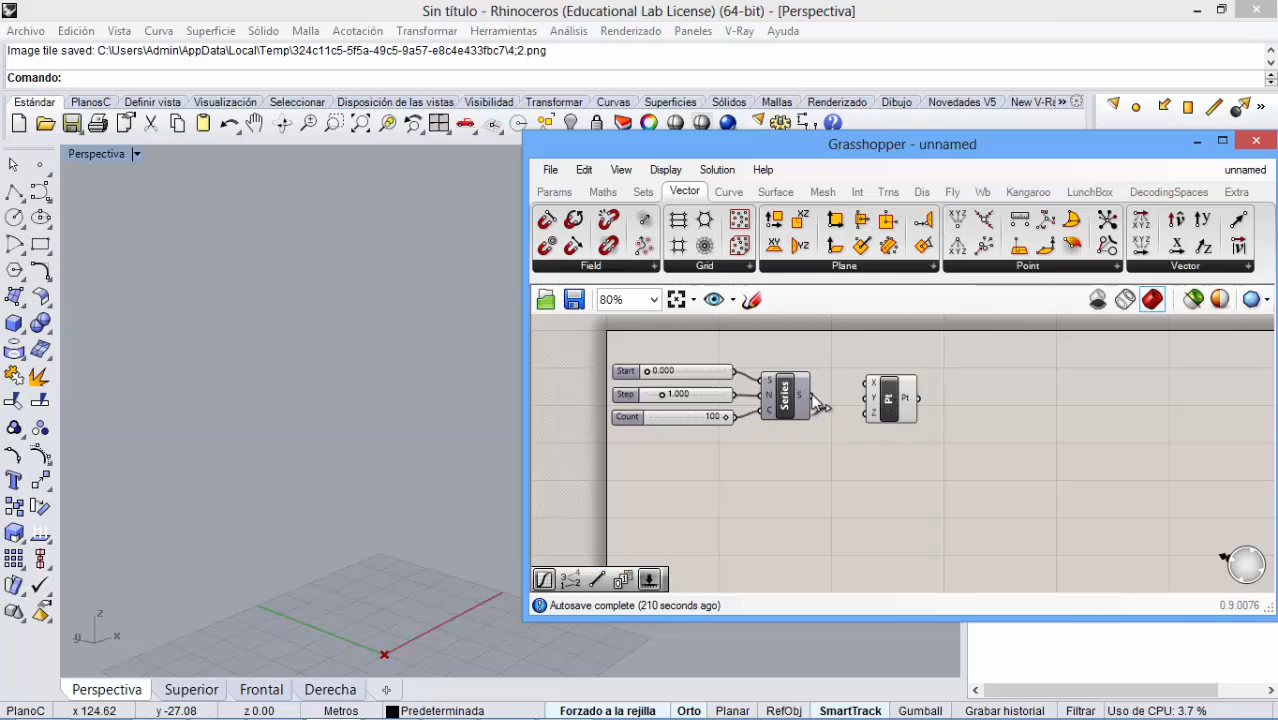 Sin título - Rhinoceros (Educational Lab License) (64-bit) - [Perspectiva]
Archivo Edición Vista Curva Superficie Sólido Malla Acotación Transformar Herramientas Análisis Renderizado Paneles V-Ray Ayuda
Image tile saved: C:\Users\Admin\AppData\Local\Temp\324c11c5-5f5a-49c5-9a57-e8c4e433fbc7\4;2.png
Comando:
Estándar PlanosC Definir vista Visualización Seleccionar Disposición de las vistas Visibilidad Transformar Curvas Superficies Sólidos Mallas Renderizado Dibujo Novedades V5 New V-Ra
Perspectiva
Grasshopper - unnamed
File Edit View Display Solution Help unnamed
Params Maths Sets Vector Curve Surface Mesh Int Trns Dis Fly Wb Kangaroo LunchBox DecodingSpaces Extra
Field Grid Plane Point Vector
80%
Start 0.000
Step 1.000
Count 100
S
N
C
Series
S
X
Y
Z
Pt
Pt
Autosave complete (210 seconds ago) 0.9.0076
z
y
x
Perspectiva Superior Frontal Derecha
PlanoC x 124.62 y -27.08 z 0.00 Metros Predeterminada Forzado a la rejilla Orto Planar RefObj SmartTrack Gumball Grabar historial Filtrar Uso de CPU: 3.7 %